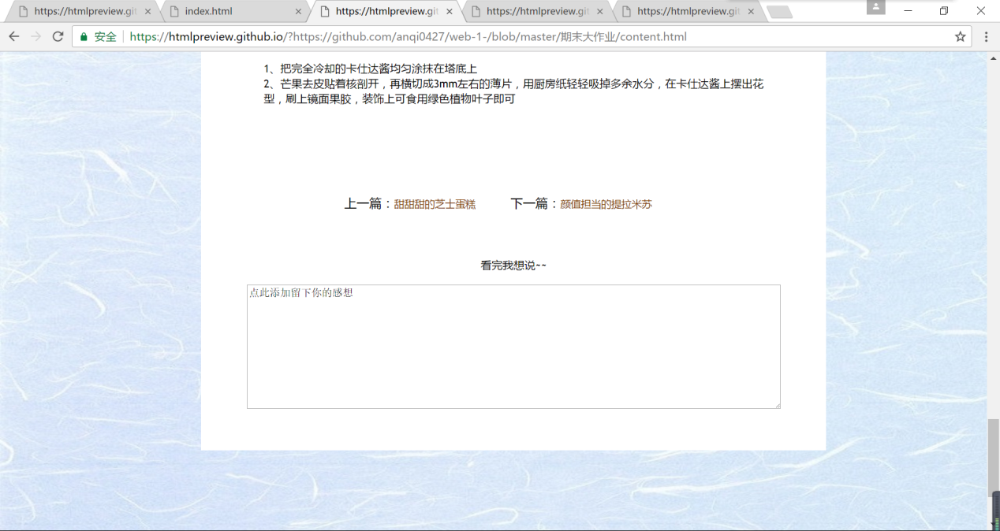 https://htmlpreview.git
index.html
https://htmlpreview.git
https://htmlpreview.git
https://htmlpreview.git
安全
https://htmlpreview.github.io/?https://github.com/anqi0427/web-1-/blob/master/期末大作业/content.html
1、把完全冷却的卡仕达酱均匀涂抹在塔底上
2、芒果去皮贴着核剖开，再横切成3mm左右的薄片，用厨房纸轻轻吸掉多余水分，在卡仕达酱上摆出花
型，刷上镜面果胶，装饰上可食用绿色植物叶子即可
上一篇：甜甜甜的芝士蛋糕 下一篇：颜值担当的提拉米苏
看完我想说~~
点此添加留下你的感想